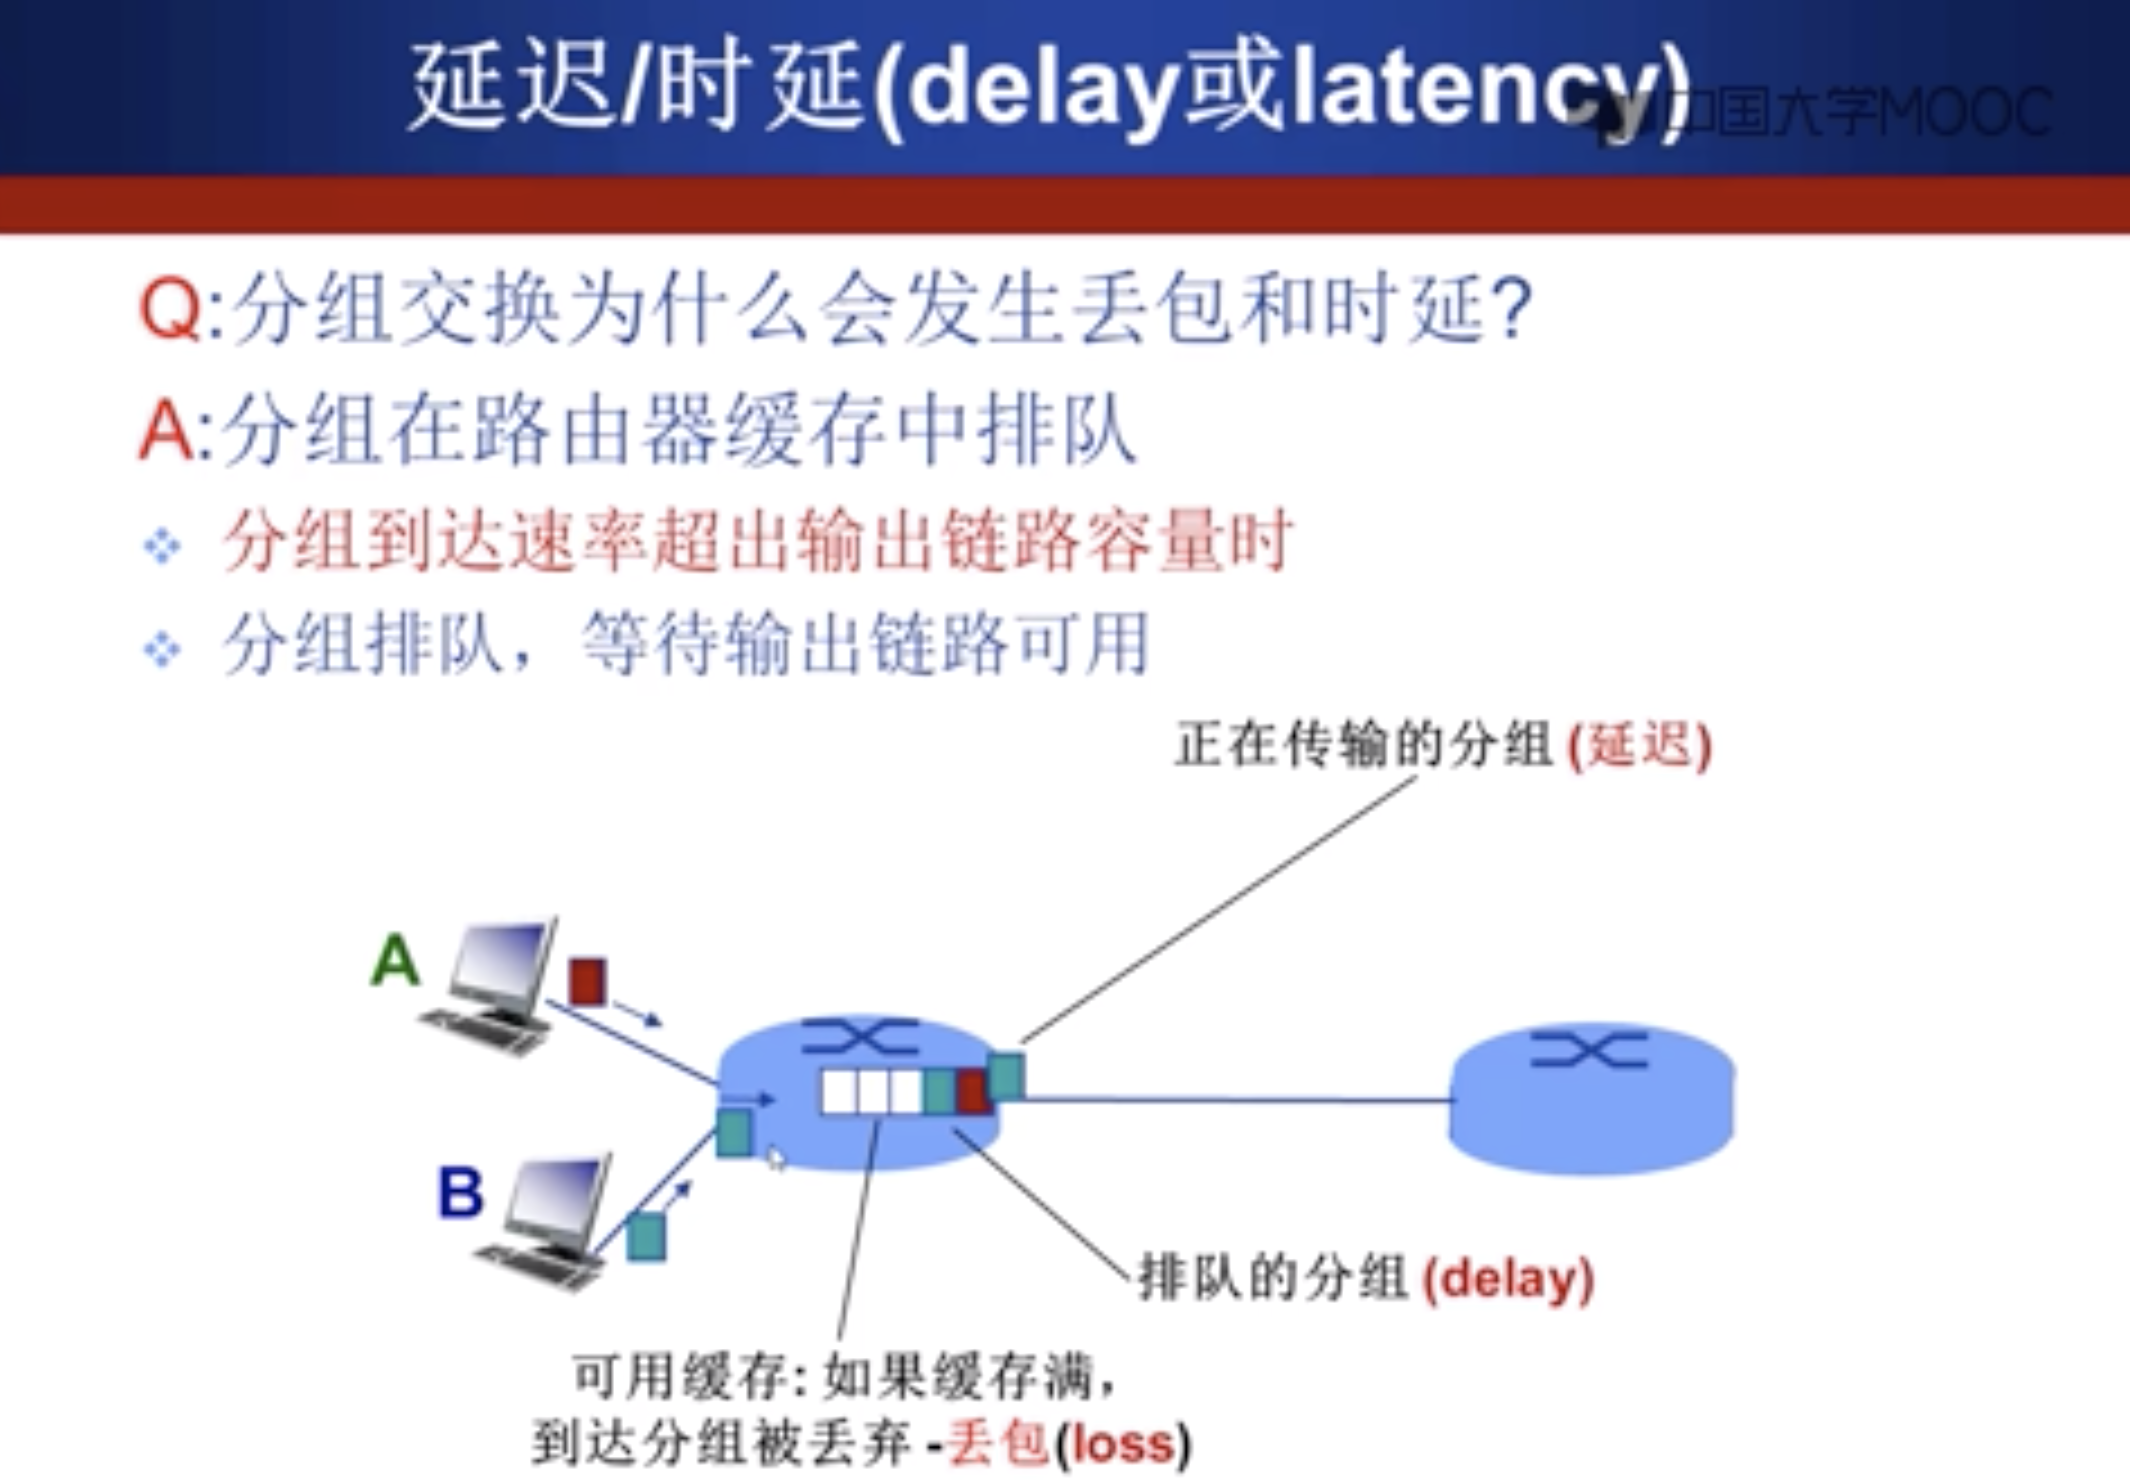 延迟/时延(delay或latency)
中国大学MOOC
Q:分组交换为什么会发生丢包和时延?
A:分组在路由器缓存中排队
分组到达速率超出输出链路容量时
分组排队，等待输出链路可用
正在传输的分组(延迟)
A
B
排队的分组(delay)
可用缓存:如果缓存满，
到达分组被丢弃-丢包(loss)